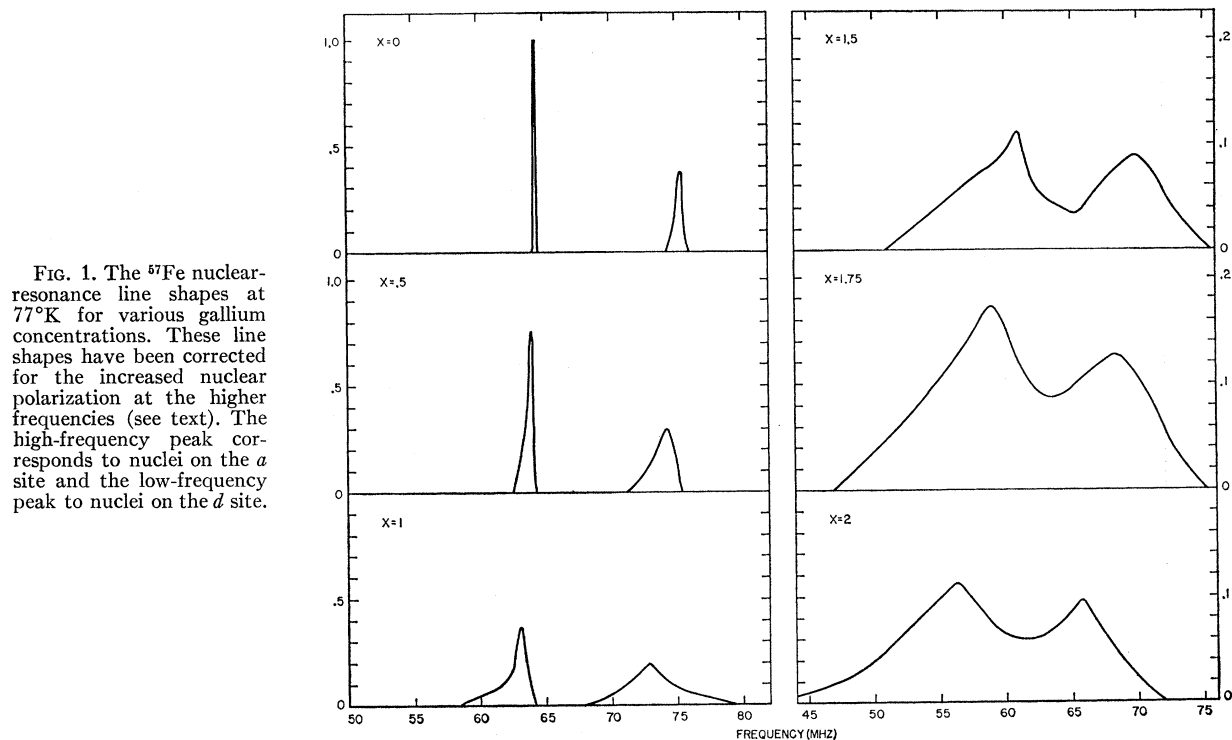 FIG. 1. The ⁵⁷Fe nuclear-
resonance line shapes at
77°K for various gallium
concentrations. These line
shapes have been corrected
for the increased nuclear
polarization at the higher
frequencies (see text). The
high-frequency peak cor-
responds to nuclei on the a
site and the low-frequency
peak to nuclei on the d site.
X=0
1.0
.5
0
X=.5
1.0
.5
0
X=1
.5
0
50 55 60 65 70 75 80
X=1.5
.2
.1
0
X=1.75
.2
.1
0
X=2
.1
0
45 50 55 60 65 70 75
FREQUENCY (MHZ)